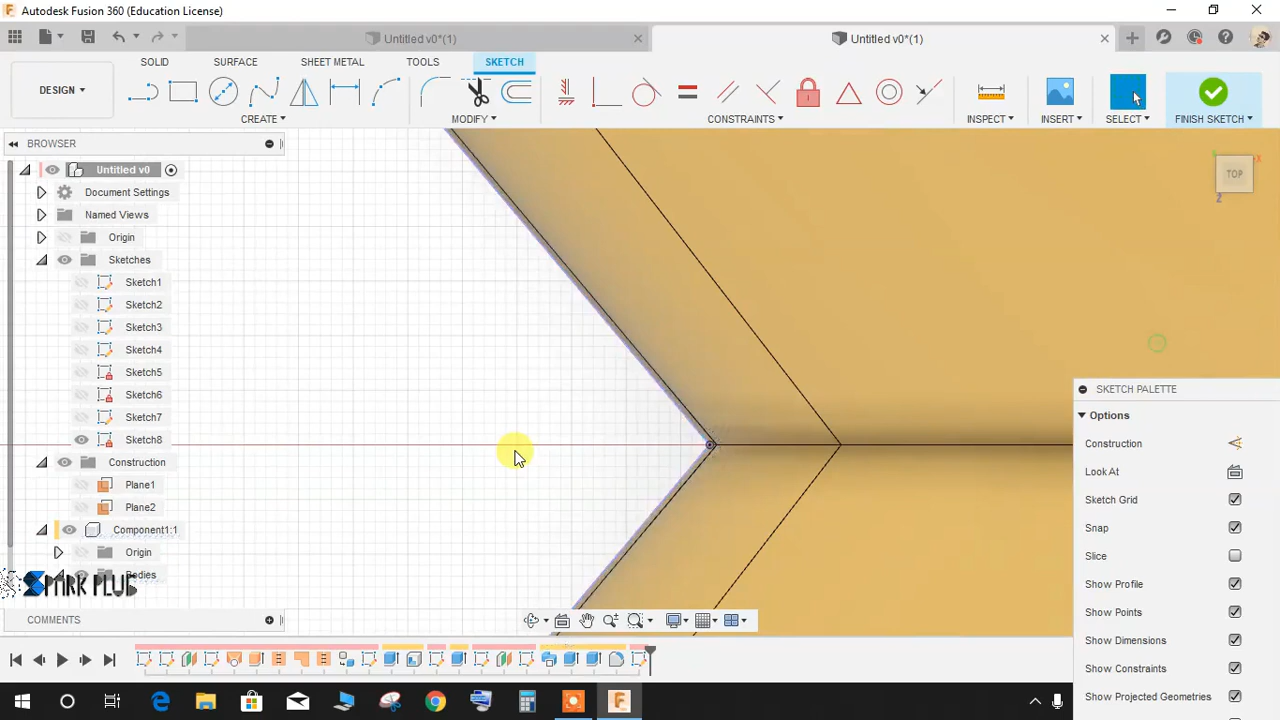 Autodesk Fusion 360 (Education License)
Untitled v0*(1)
Untitled v0*(1)
DESIGN
SOLID
SURFACE
SHEET METAL
TOOLS
SKETCH
CREATE
MODIFY
CONSTRAINTS
INSPECT
INSERT
SELECT
FINISH SKETCH
BROWSER
Untitled v0
Document Settings
Named Views
Origin
Sketches
Sketch1
Sketch2
Sketch3
Sketch4
Sketch5
Sketch6
Sketch7
Sketch8
Construction
Plane1
Plane2
Component1:1
Origin
Bodies
SPARK PLUG
COMMENTS
TOP
X
Z
SKETCH PALETTE
Options
Construction
Look At
Sketch Grid
Snap
Slice
Show Profile
Show Points
Show Dimensions
Show Constraints
Show Projected Geometries